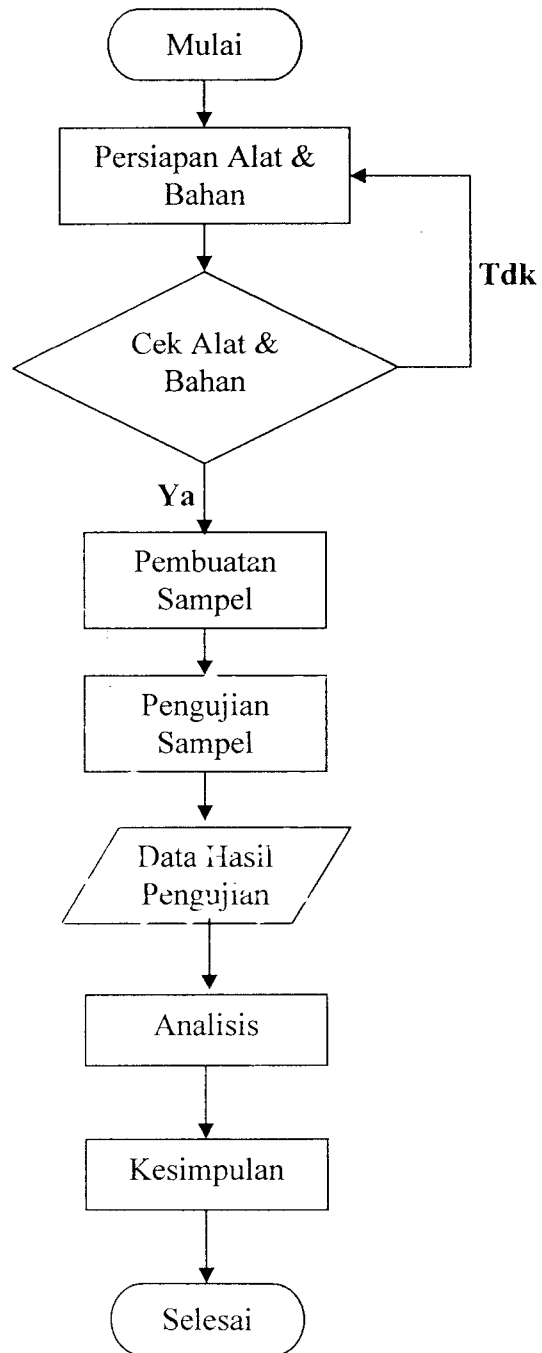 Mulai
Persiapan Alat &
Bahan
Tdk
Cek Alat &
Bahan
Ya
Pembuatan
Sampel
Pengujian
Sampel
Data Hasil
Pengujian
Analisis
Kesimpulan
Selesai